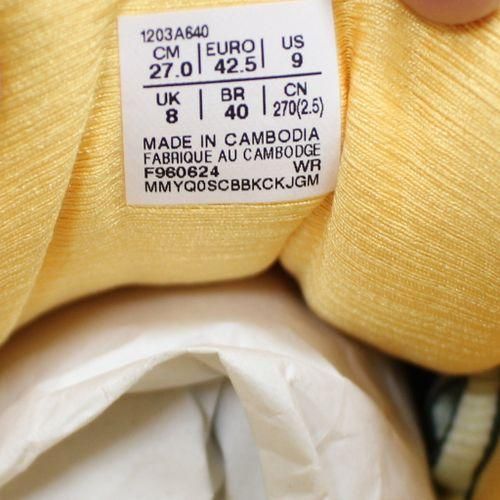 1203A640
CM | EURO | US
27.0 | 42.5 | 9
UK | BR | CN
8 | 40 | 270(2.5)
MADE IN CAMBODIA
FABRIQUE AU CAMBODGE
F960624 WR
MMYQ0SCBBKCKJGM